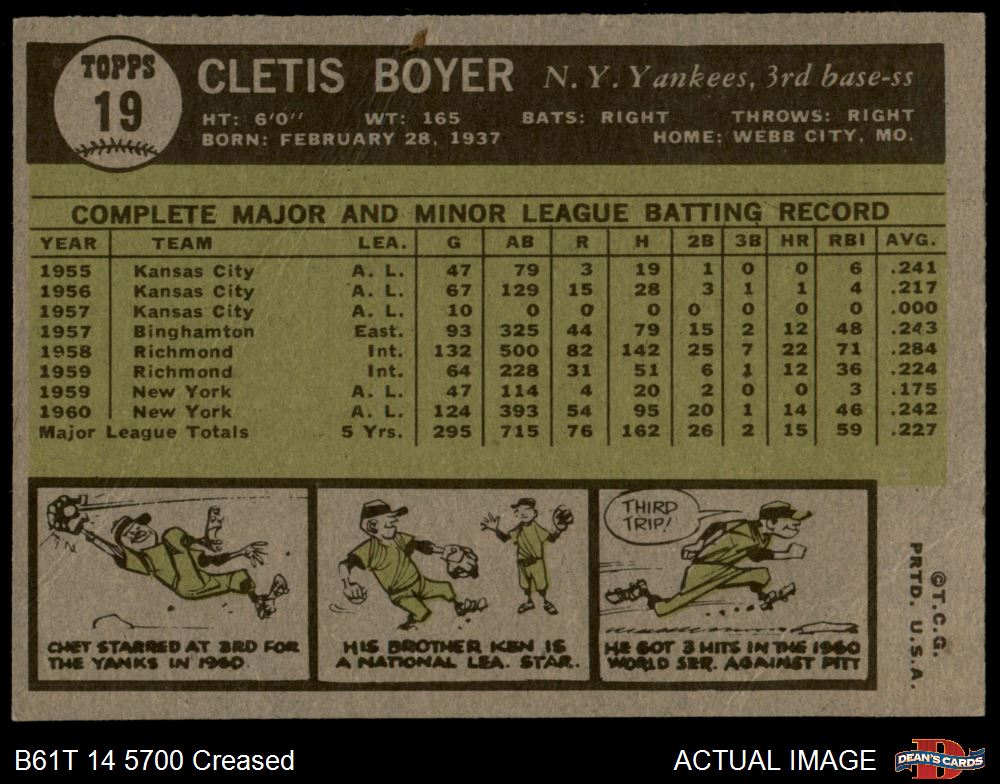 TOPPS
19
CLETIS BOYER N. Y. Yankees, 3rd base-ss
HT: 6'0" WT: 165 BATS: RIGHT THROWS: RIGHT
BORN: FEBRUARY 28, 1937 HOME: WEBB CITY, MO.
COMPLETE MAJOR AND MINOR LEAGUE BATTING RECORD
YEAR TEAM LEA. G AB R H 2B 3B HR RBI AVG.
1955 Kansas City A. L. 47 79 3 19 1 0 0 6 .241
1956 Kansas City A. L. 67 129 15 28 3 1 1 4 .217
1957 Kansas City A. L. 10 0 0 0 0 0 0 0 .000
1957 Binghamton East. 93 325 44 79 15 2 12 48 .243
1958 Richmond Int. 132 500 82 142 25 7 22 71 .284
1959 Richmond Int. 64 228 31 51 6 1 12 36 .224
1959 New York A. L. 47 114 4 20 2 0 0 3 .175
1960 New York A. L. 124 393 54 95 20 1 14 46 .242
Major League Totals 5 Yrs. 295 715 76 162 26 2 15 59 .227
CHET STARRED AT 3RD FOR
THE YANKS IN 1960.
HIS BROTHER KEN IS
A NATIONAL LEA. STAR.
THIRD
TRIP!
HE GOT 3 HITS IN THE 1960
WORLD SER. AGAINST PITT
© T. C. G.
PRTD. U. S. A.
B61T 14 5700 Creased
ACTUAL IMAGE
D
DEAN'S CARDS